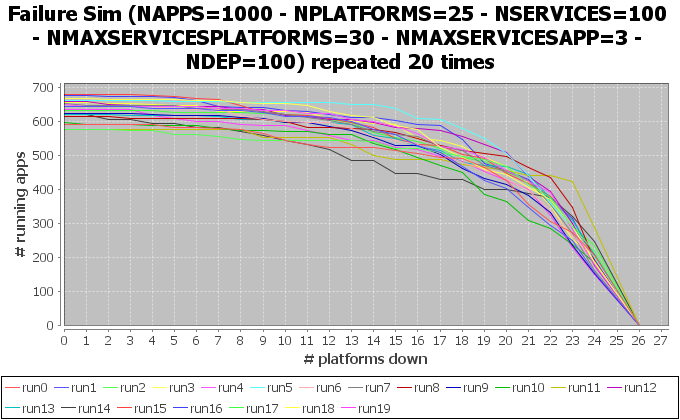 Failure Sim (NAPPS=1000 - NPLATFORMS=25 - NSERVICES=100
- NMAXSERVICESPLATFORMS=30 - NMAXSERVICESAPP=3 -
NDEP=100) repeated 20 times
# running apps
700
600
500
400
300
200
100
0
0 1 2 3 4 5 6 7 8 9 10 11 12 13 14 15 16 17 18 19 20 21 22 23 24 25 26 27
# platforms down
run0 run1 run2 run3 run4 run5 run6 run7 run8 run9 run10 run11 run12
run13 run14 run15 run16 run17 run18 run19